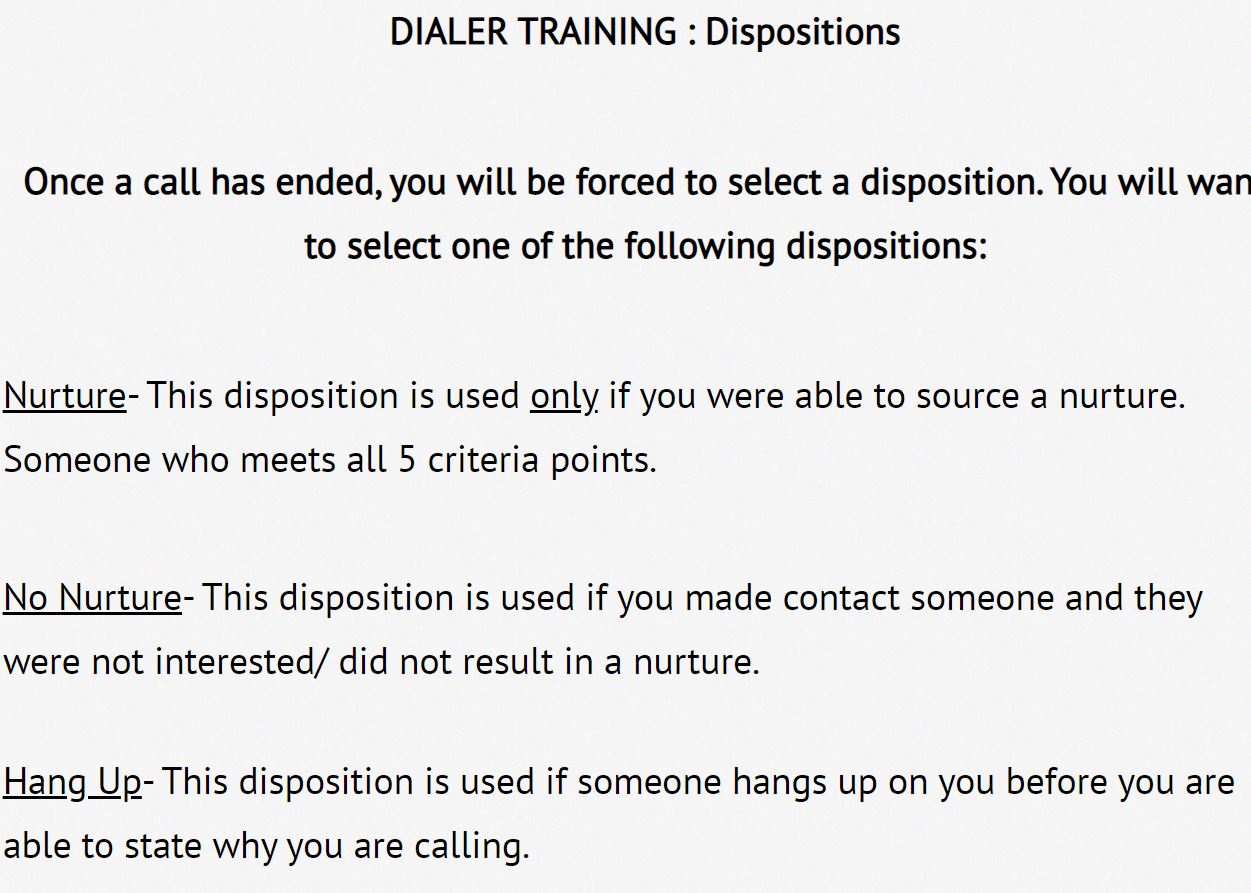 DIALER TRAINING : Dispositions
Once a call has ended, you will be forced to select a disposition. You will wan
to select one of the following dispositions:
Nurture- This disposition is used only if you were able to source a nurture.
Someone who meets all 5 criteria points.
No Nurture- This disposition is used if you made contact someone and they
were not interested/ did not result in a nurture.
Hang Up- This disposition is used if someone hangs up on you before you are
able to state why you are calling.